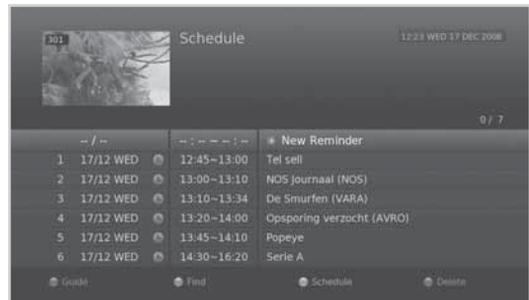 301
Schedule
12:23 WED 17 DEC 2008
0/ 7
-- / -- -- : -- ~ -- : -- New Reminder
1 17/12 WED 12:45~13:00 Tel sell
2 17/12 WED 13:00~13:10 NOS Journaal (NOS)
3 17/12 WED 13:10~13:34 De Smurfen (VARA)
4 17/12 WED 13:20~14:00 Opsporing verzocht (AVRO)
5 17/12 WED 13:45~14:10 Popeye
6 17/12 WED 14:30~16:20 Serie A
Guide Find Schedule Delete